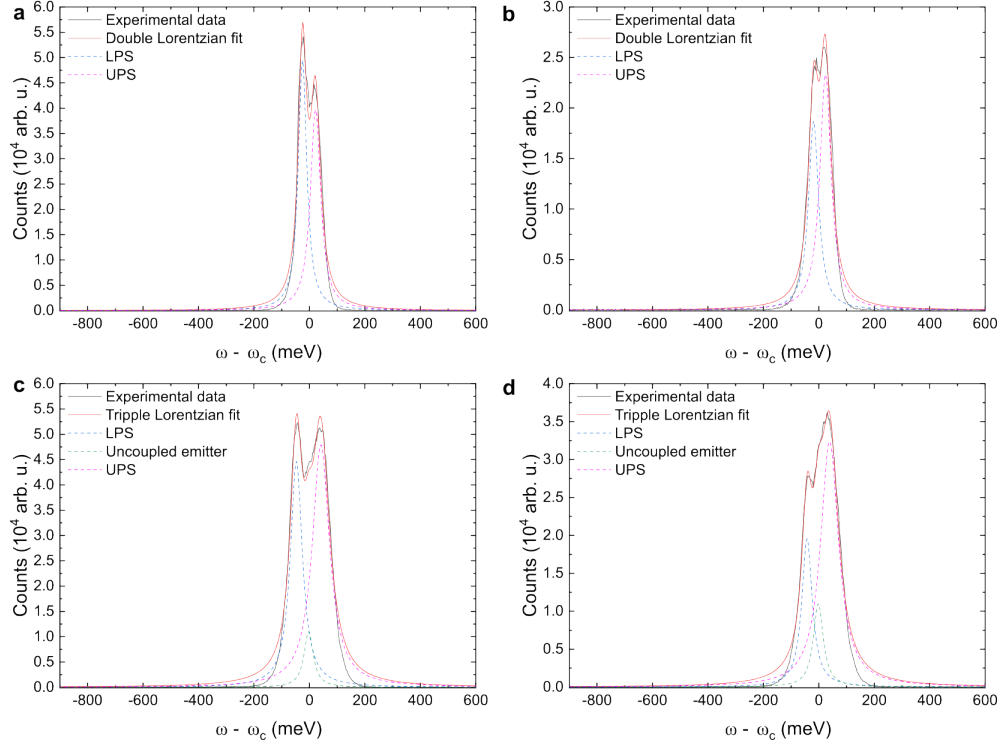 a
Experimental data
Double Lorentzian fit
LPS
UPS
Counts (10⁴ arb. u.)
6.0
5.5
5.0
4.5
4.0
3.5
3.0
2.5
2.0
1.5
1.0
0.5
0.0
-800 -600 -400 -200 0 200 400 600
ω - ω_c (meV)
b
Experimental data
Double Lorentzian fit
LPS
UPS
Counts (10⁴ arb. u.)
3.0
2.5
2.0
1.5
1.0
0.5
0.0
-800 -600 -400 -200 0 200 400 600
ω - ω_c (meV)
c
Experimental data
Tripple Lorentzian fit
LPS
Uncoupled emitter
UPS
Counts (10⁴ arb. u.)
6.0
5.5
5.0
4.5
4.0
3.5
3.0
2.5
2.0
1.5
1.0
0.5
0.0
-800 -600 -400 -200 0 200 400 600
ω - ω_c (meV)
d
Experimental data
Tripple Lorentzian fit
LPS
Uncoupled emitter
UPS
Counts (10⁴ arb. u.)
4.0
3.5
3.0
2.5
2.0
1.5
1.0
0.5
0.0
-800 -600 -400 -200 0 200 400 600
ω - ω_c (meV)